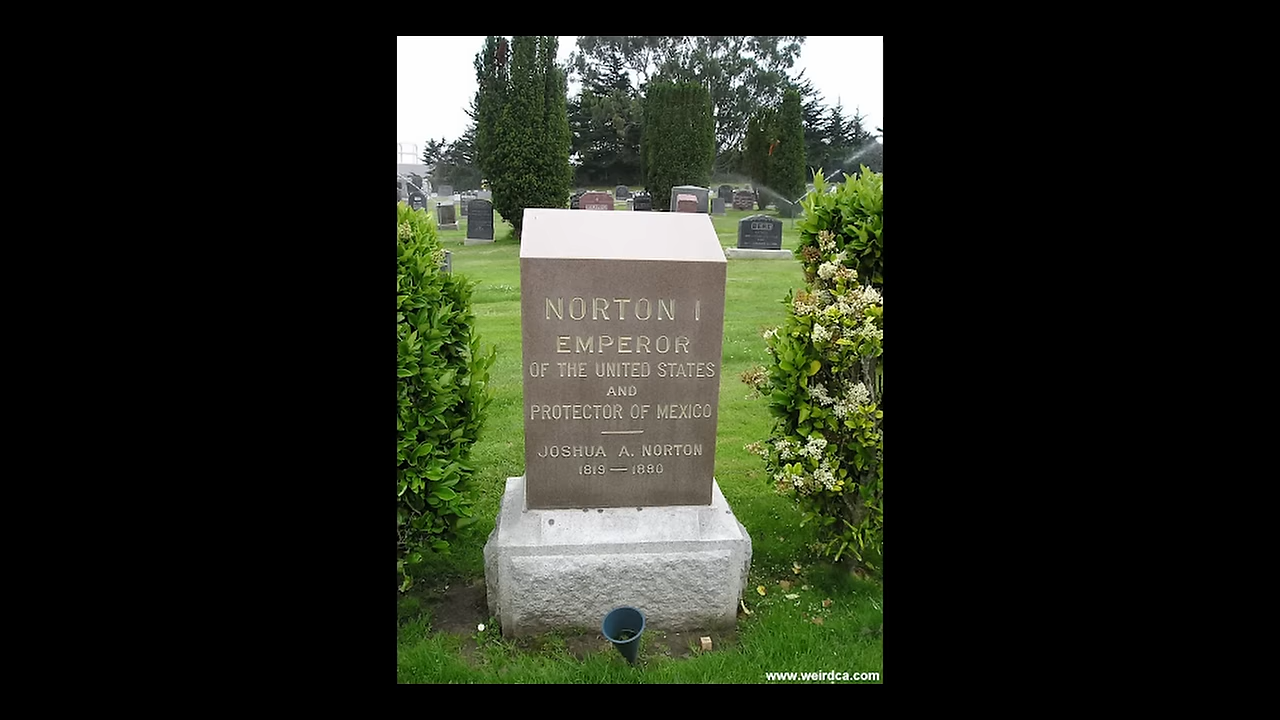 NORTON I
EMPEROR
OF THE UNITED STATES
AND
PROTECTOR OF MEXICO
JOSHUA A. NORTON
1819 — 1880
www.weirdca.com